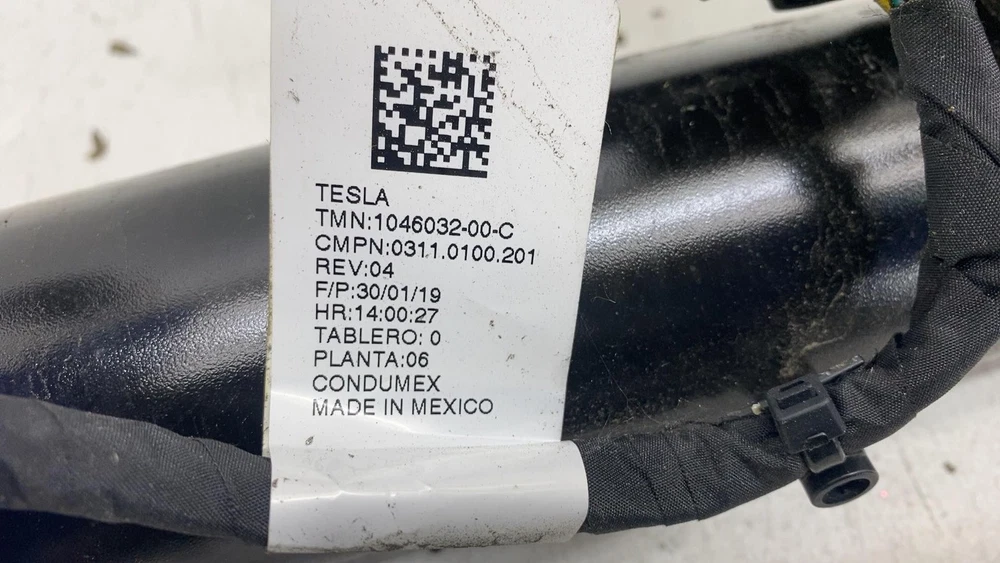 TESLA
TMN:1046032-00-C
CMPN:0311.0100.201
REV:04
F/P:30/01/19
HR:14:00:27
TABLERO: 0
PLANTA:06
CONDUMEX
MADE IN MEXICO